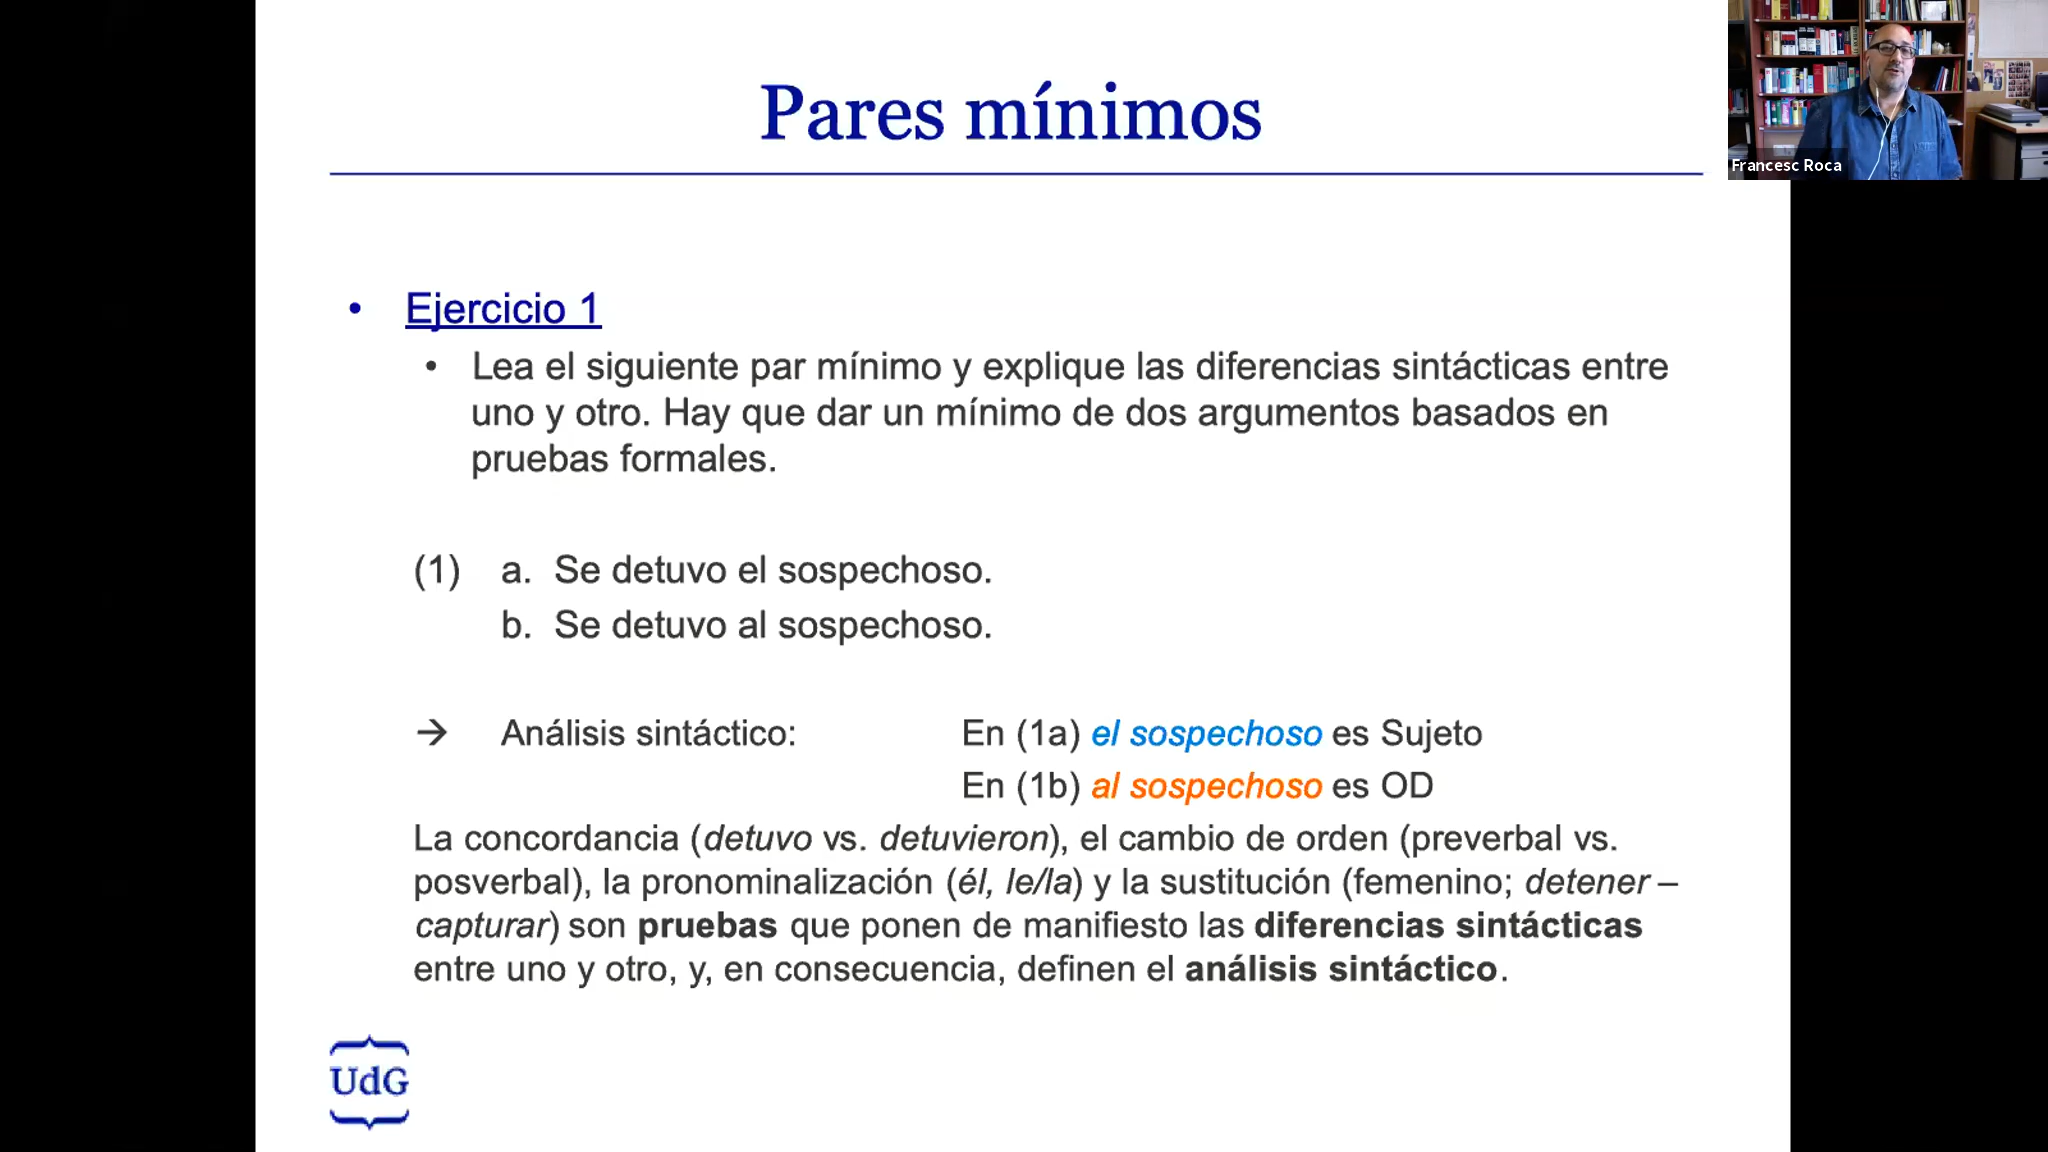 Pares mínimos
Francesc Roca
• Ejercicio 1
• Lea el siguiente par mínimo y explique las diferencias sintácticas entre
uno y otro. Hay que dar un mínimo de dos argumentos basados en
pruebas formales.
(1) a. Se detuvo el sospechoso.
b. Se detuvo al sospechoso.
→ Análisis sintáctico: En (1a) el sospechoso es Sujeto
En (1b) al sospechoso es OD
La concordancia (detuvo vs. detuvieron), el cambio de orden (preverbal vs.
posverbal), la pronominalización (él, le/la) y la sustitución (femenino; detener –
capturar) son pruebas que ponen de manifiesto las diferencias sintácticas
entre uno y otro, y, en consecuencia, definen el análisis sintáctico.
UdG